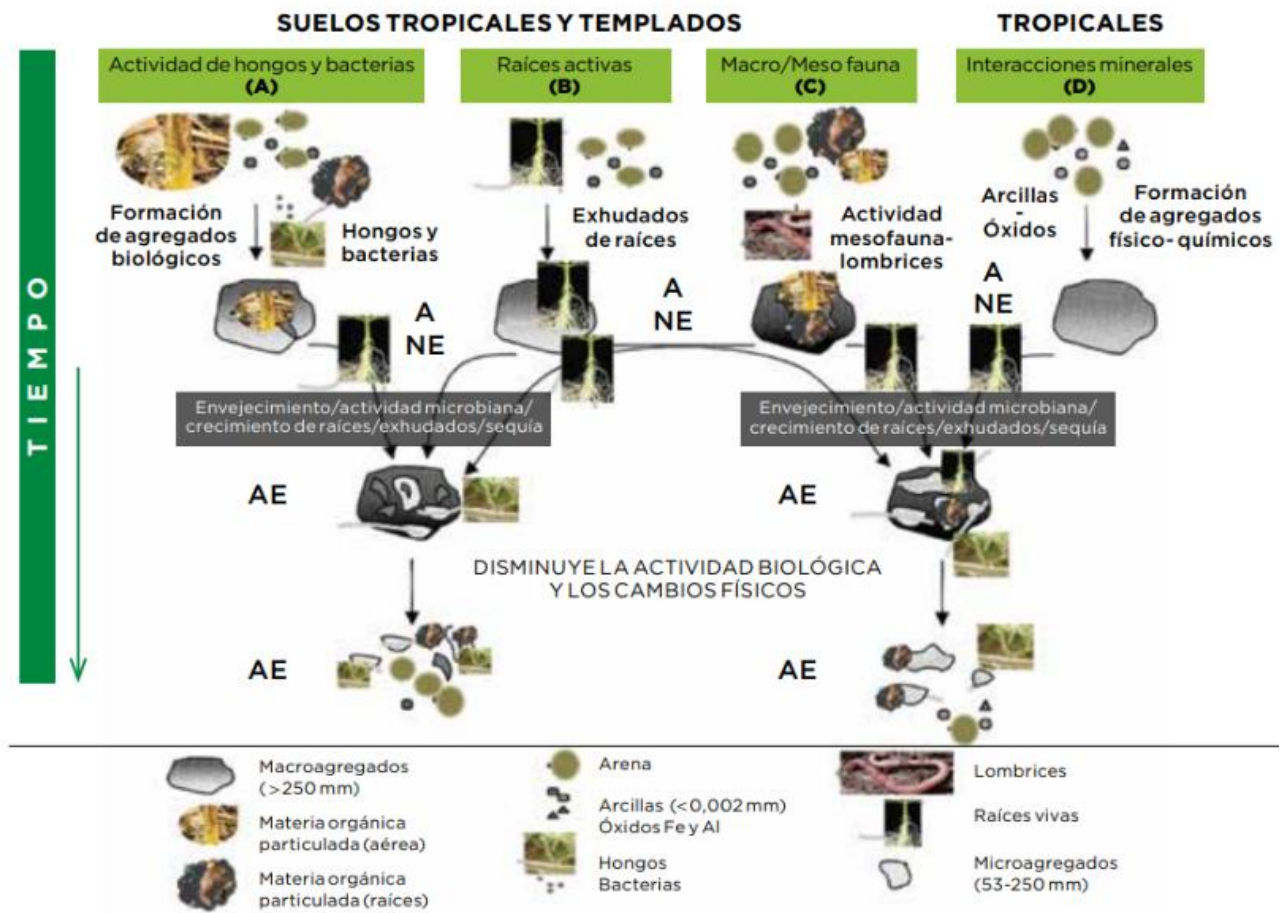 SUELOS TROPICALES Y TEMPLADOS
TROPICALES
TIEMPO
Actividad de hongos y bacterias
(A)
Raíces activas
(B)
Macro/Meso fauna
(C)
Interacciones minerales
(D)
Formación
de agregados
biológicos
Hongos y
bacterias
Exhudados
de raíces
Actividad
mesofauna-
lombrices
Arcillas
-
Óxidos
Formación
de agregados
físico-químicos
A
NE
A
NE
A
NE
Envejecimiento/actividad microbiana/
crecimiento de raíces/exhudados/sequía
Envejecimiento/actividad microbiana/
crecimiento de raíces/exhudados/sequía
AE
AE
DISMINUYE LA ACTIVIDAD BIOLÓGICA
Y LOS CAMBIOS FÍSICOS
AE
AE
Macroagregados
(>250 mm)
Materia orgánica
particulada (aérea)
Materia orgánica
particulada (raíces)
Arena
Arcillas (<0,002 mm)
Óxidos Fe y Al
Hongos
Bacterias
Lombrices
Raíces vivas
Microagregados
(53-250 mm)